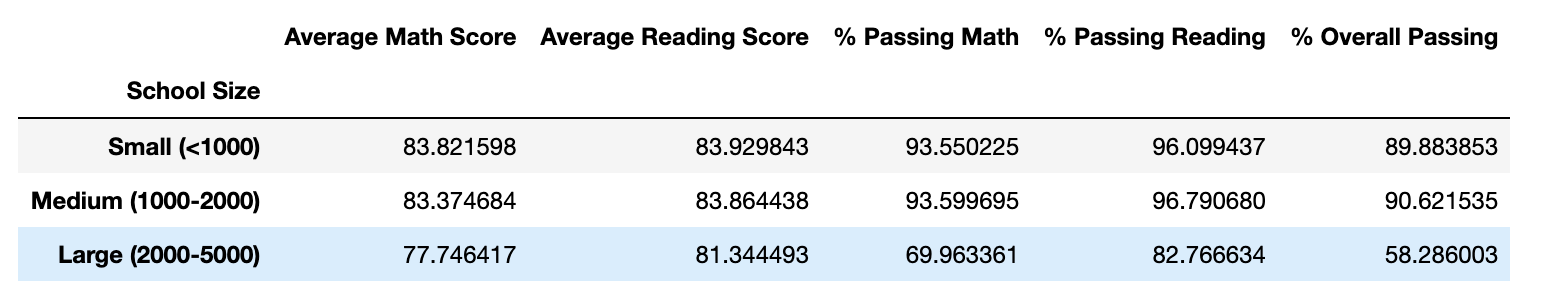 Average Math Score Average Reading Score % Passing Math % Passing Reading % Overall Passing
School Size
Small (<1000) 83.821598 83.929843 93.550225 96.099437 89.883853
Medium (1000-2000) 83.374684 83.864438 93.599695 96.790680 90.621535
Large (2000-5000) 77.746417 81.344493 69.963361 82.766634 58.286003